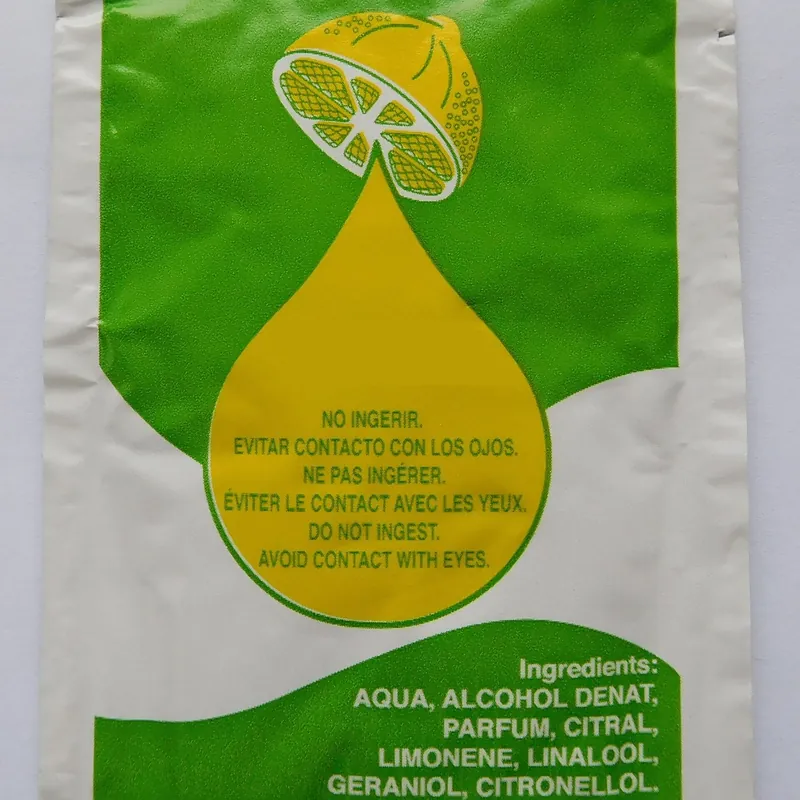 NO INGERIR.
EVITAR CONTACTO CON LOS OJOS.
NE PAS INGÉRER.
ÉVITER LE CONTACT AVEC LES YEUX.
DO NOT INGEST.
AVOID CONTACT WITH EYES.
Ingredients:
AQUA, ALCOHOL DENAT,
PARFUM, CITRAL,
LIMONENE, LINALOOL,
GERANIOL, CITRONELLOL.